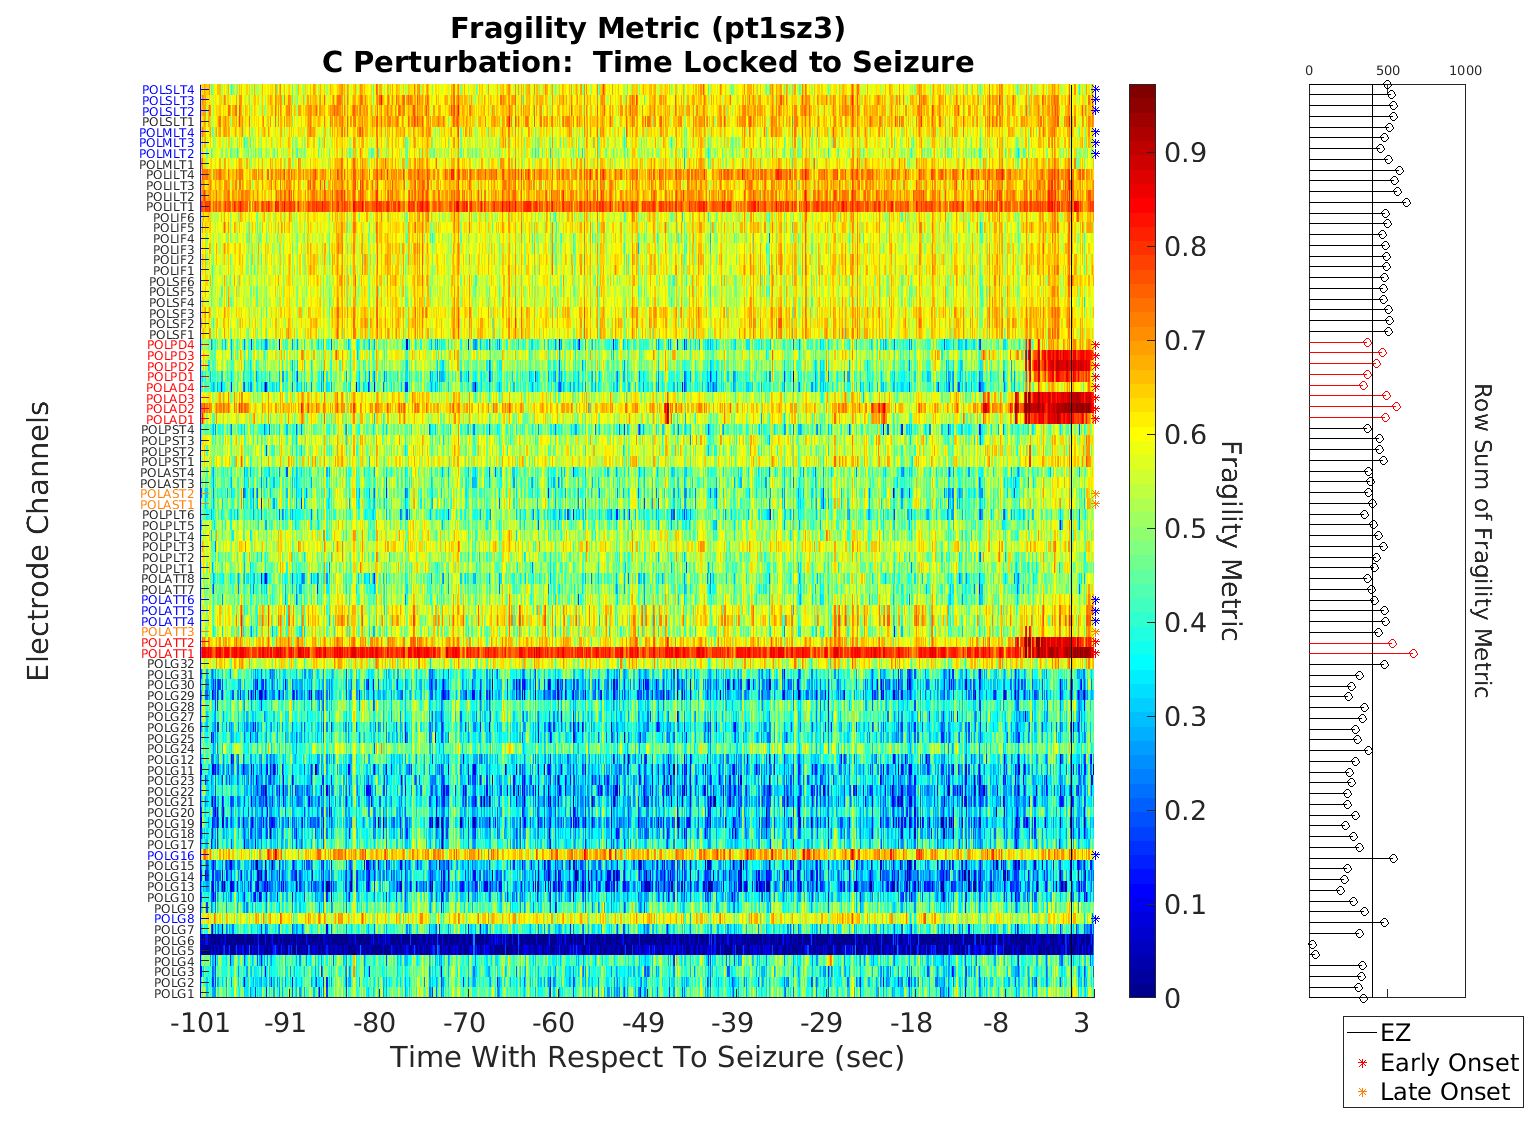 Fragility Metric (pt1sz3)
C Perturbation:  Time Locked to Seizure
0 500 1000
POLSLT4
POLSLT3
POLSLT2
POLSLT1
POLMLT4
POLMLT3
POLMLT2
POLMLT1
POLILT4
POLILT3
POLILT2
POLILT1
POLIF6
POLIF5
POLIF4
POLIF3
POLIF2
POLIF1
POLSF6
POLSF5
POLSF4
POLSF3
POLSF2
POLSF1
POLPD4
POLPD3
POLPD2
POLPD1
POLAD4
POLAD3
POLAD2
POLAD1
POLPST4
POLPST3
POLPST2
POLPST1
POLAST4
POLAST3
POLAST2
POLAST1
POLPLT6
POLPLT5
POLPLT4
POLPLT3
POLPLT2
POLPLT1
POLATT8
POLATT7
POLATT6
POLATT5
POLATT4
POLATT3
POLATT2
POLATT1
POLG32
POLG31
POLG30
POLG29
POLG28
POLG27
POLG26
POLG25
POLG24
POLG12
POLG11
POLG23
POLG22
POLG21
POLG20
POLG19
POLG18
POLG17
POLG16
POLG15
POLG14
POLG13
POLG10
POLG9
POLG8
POLG7
POLG6
POLG5
POLG4
POLG3
POLG2
POLG1
Electrode Channels
-101 -91 -80 -70 -60 -49 -39 -29 -18 -8 3
Time With Respect To Seizure (sec)
0.9
0.8
0.7
0.6
0.5
0.4
0.3
0.2
0.1
0
Fragility Metric
Row Sum of Fragility Metric
EZ
Early Onset
Late Onset